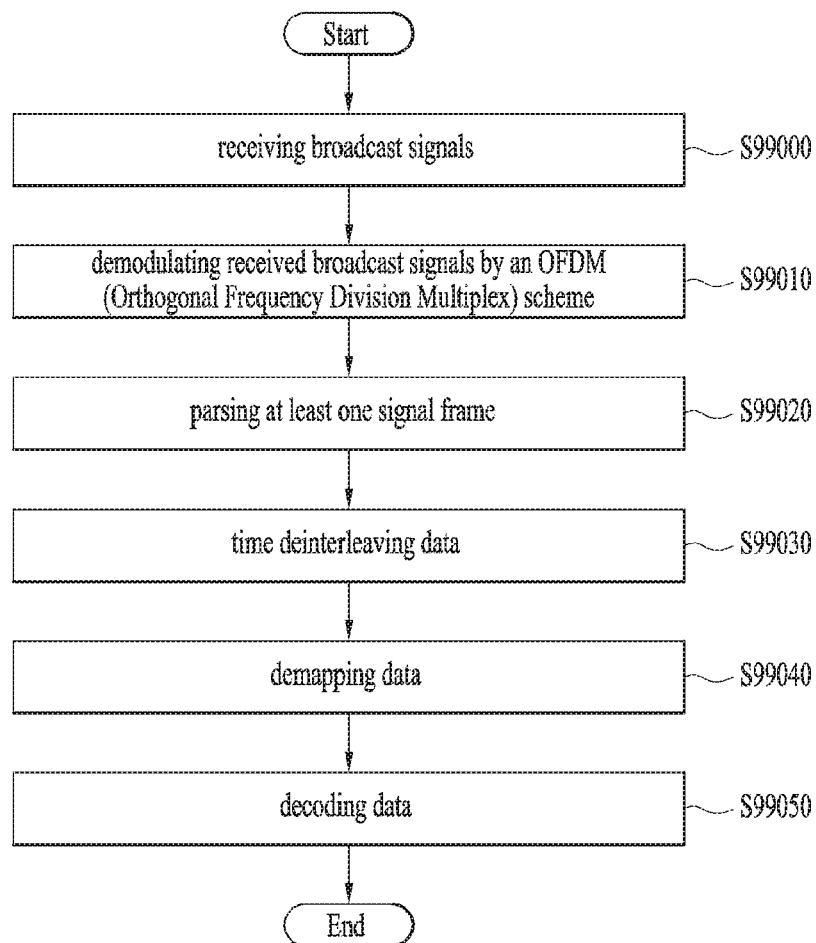 Start
receiving broadcast signals
S99000
demodulating received broadcast signals by an OFDM
(Orthogonal Frequency Division Multiplex) scheme
S99010
parsing at least one signal frame
S99020
time deinterleaving data
S99030
demapping data
S99040
decoding data
S99050
End